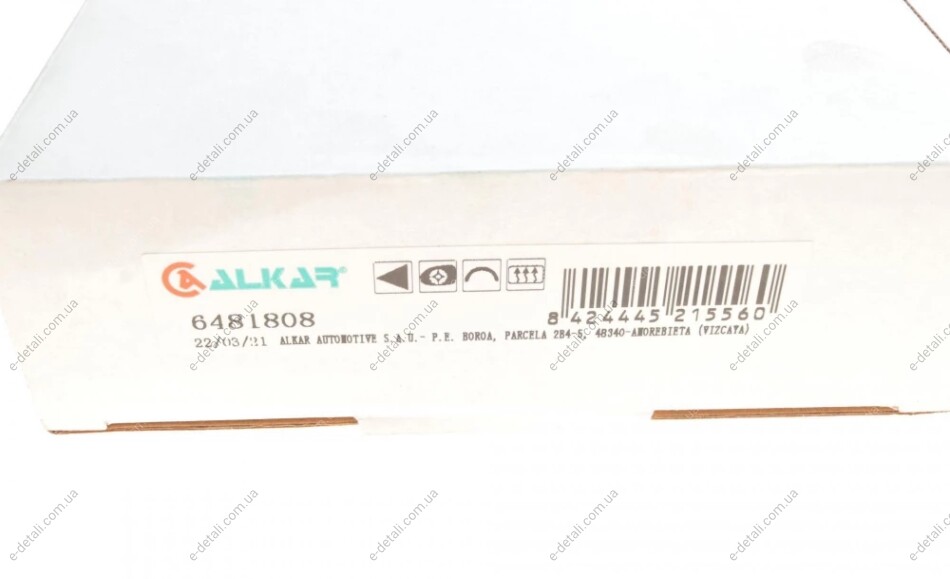 ALKAR®
6481808
8 424445 215560
22/03/21 ALKAR AUTOMOTIVE S.A.U.- P.E. BOROA, PARCELA 2B4-5, 48340-AMOREBIETA (VIZCAYA)
e-detali.com.ua